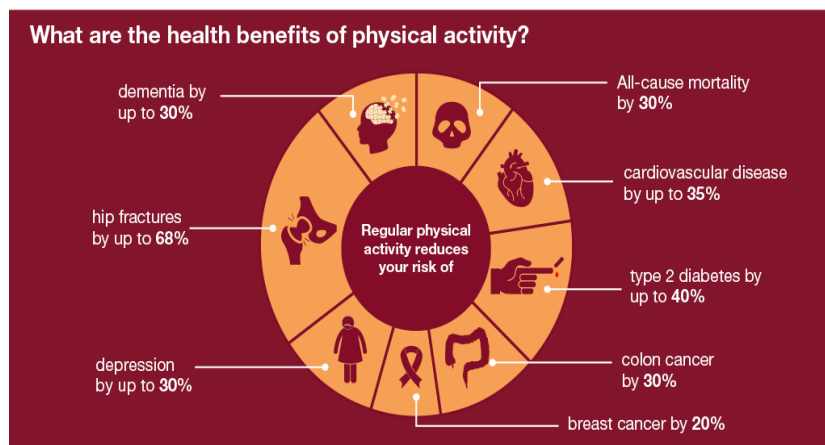 What are the health benefits of physical activity?
dementia by
up to 30%
All-cause mortality
by 30%
cardiovascular disease
by up to 35%
hip fractures
by up to 68%
Regular physical
activity reduces
your risk of
type 2 diabetes by
up to 40%
depression
by up to 30%
colon cancer
by 30%
breast cancer by 20%